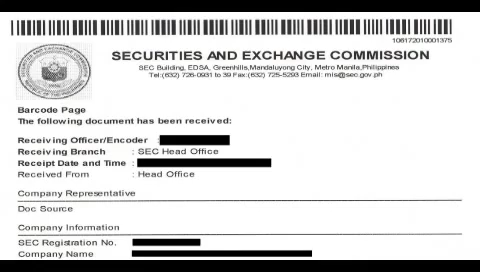 106172010001375
SECURITIES AND EXCHANGE COMMISSION
SEC Building, EDSA, Greenhills,Mandaluyong City, Metro Manila,Philippines
Tel:(632) 726-0931 to 39 Fax:(632) 725-5293 Email: mis@sec.gov.ph
Barcode Page
The following document has been received:
Receiving Officer/Encoder :
Receiving Branch : SEC Head Office
Receipt Date and Time :
Received From : Head Office
Company Representative
Doc Source
Company Information
SEC Registration No.
Company Name